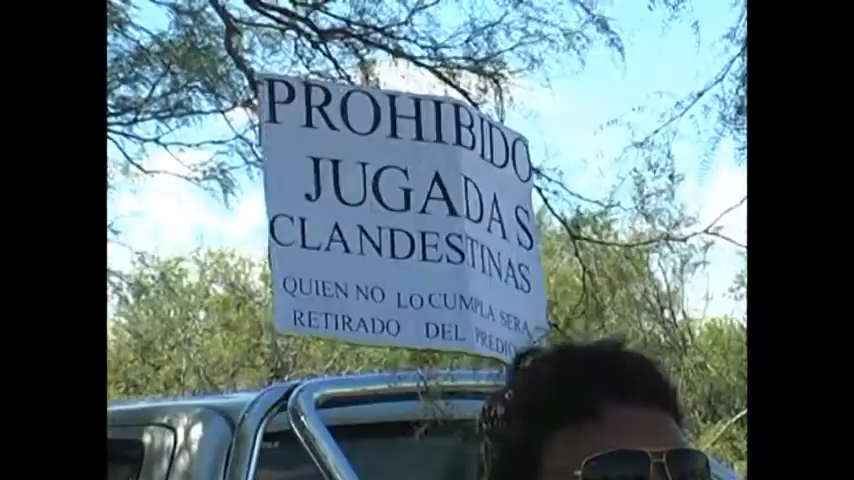 PROHIBIDO
JUGADAS
CLANDESTINAS
QUIEN NO LO CUMPLA SERA
RETIRADO DEL PREDIO